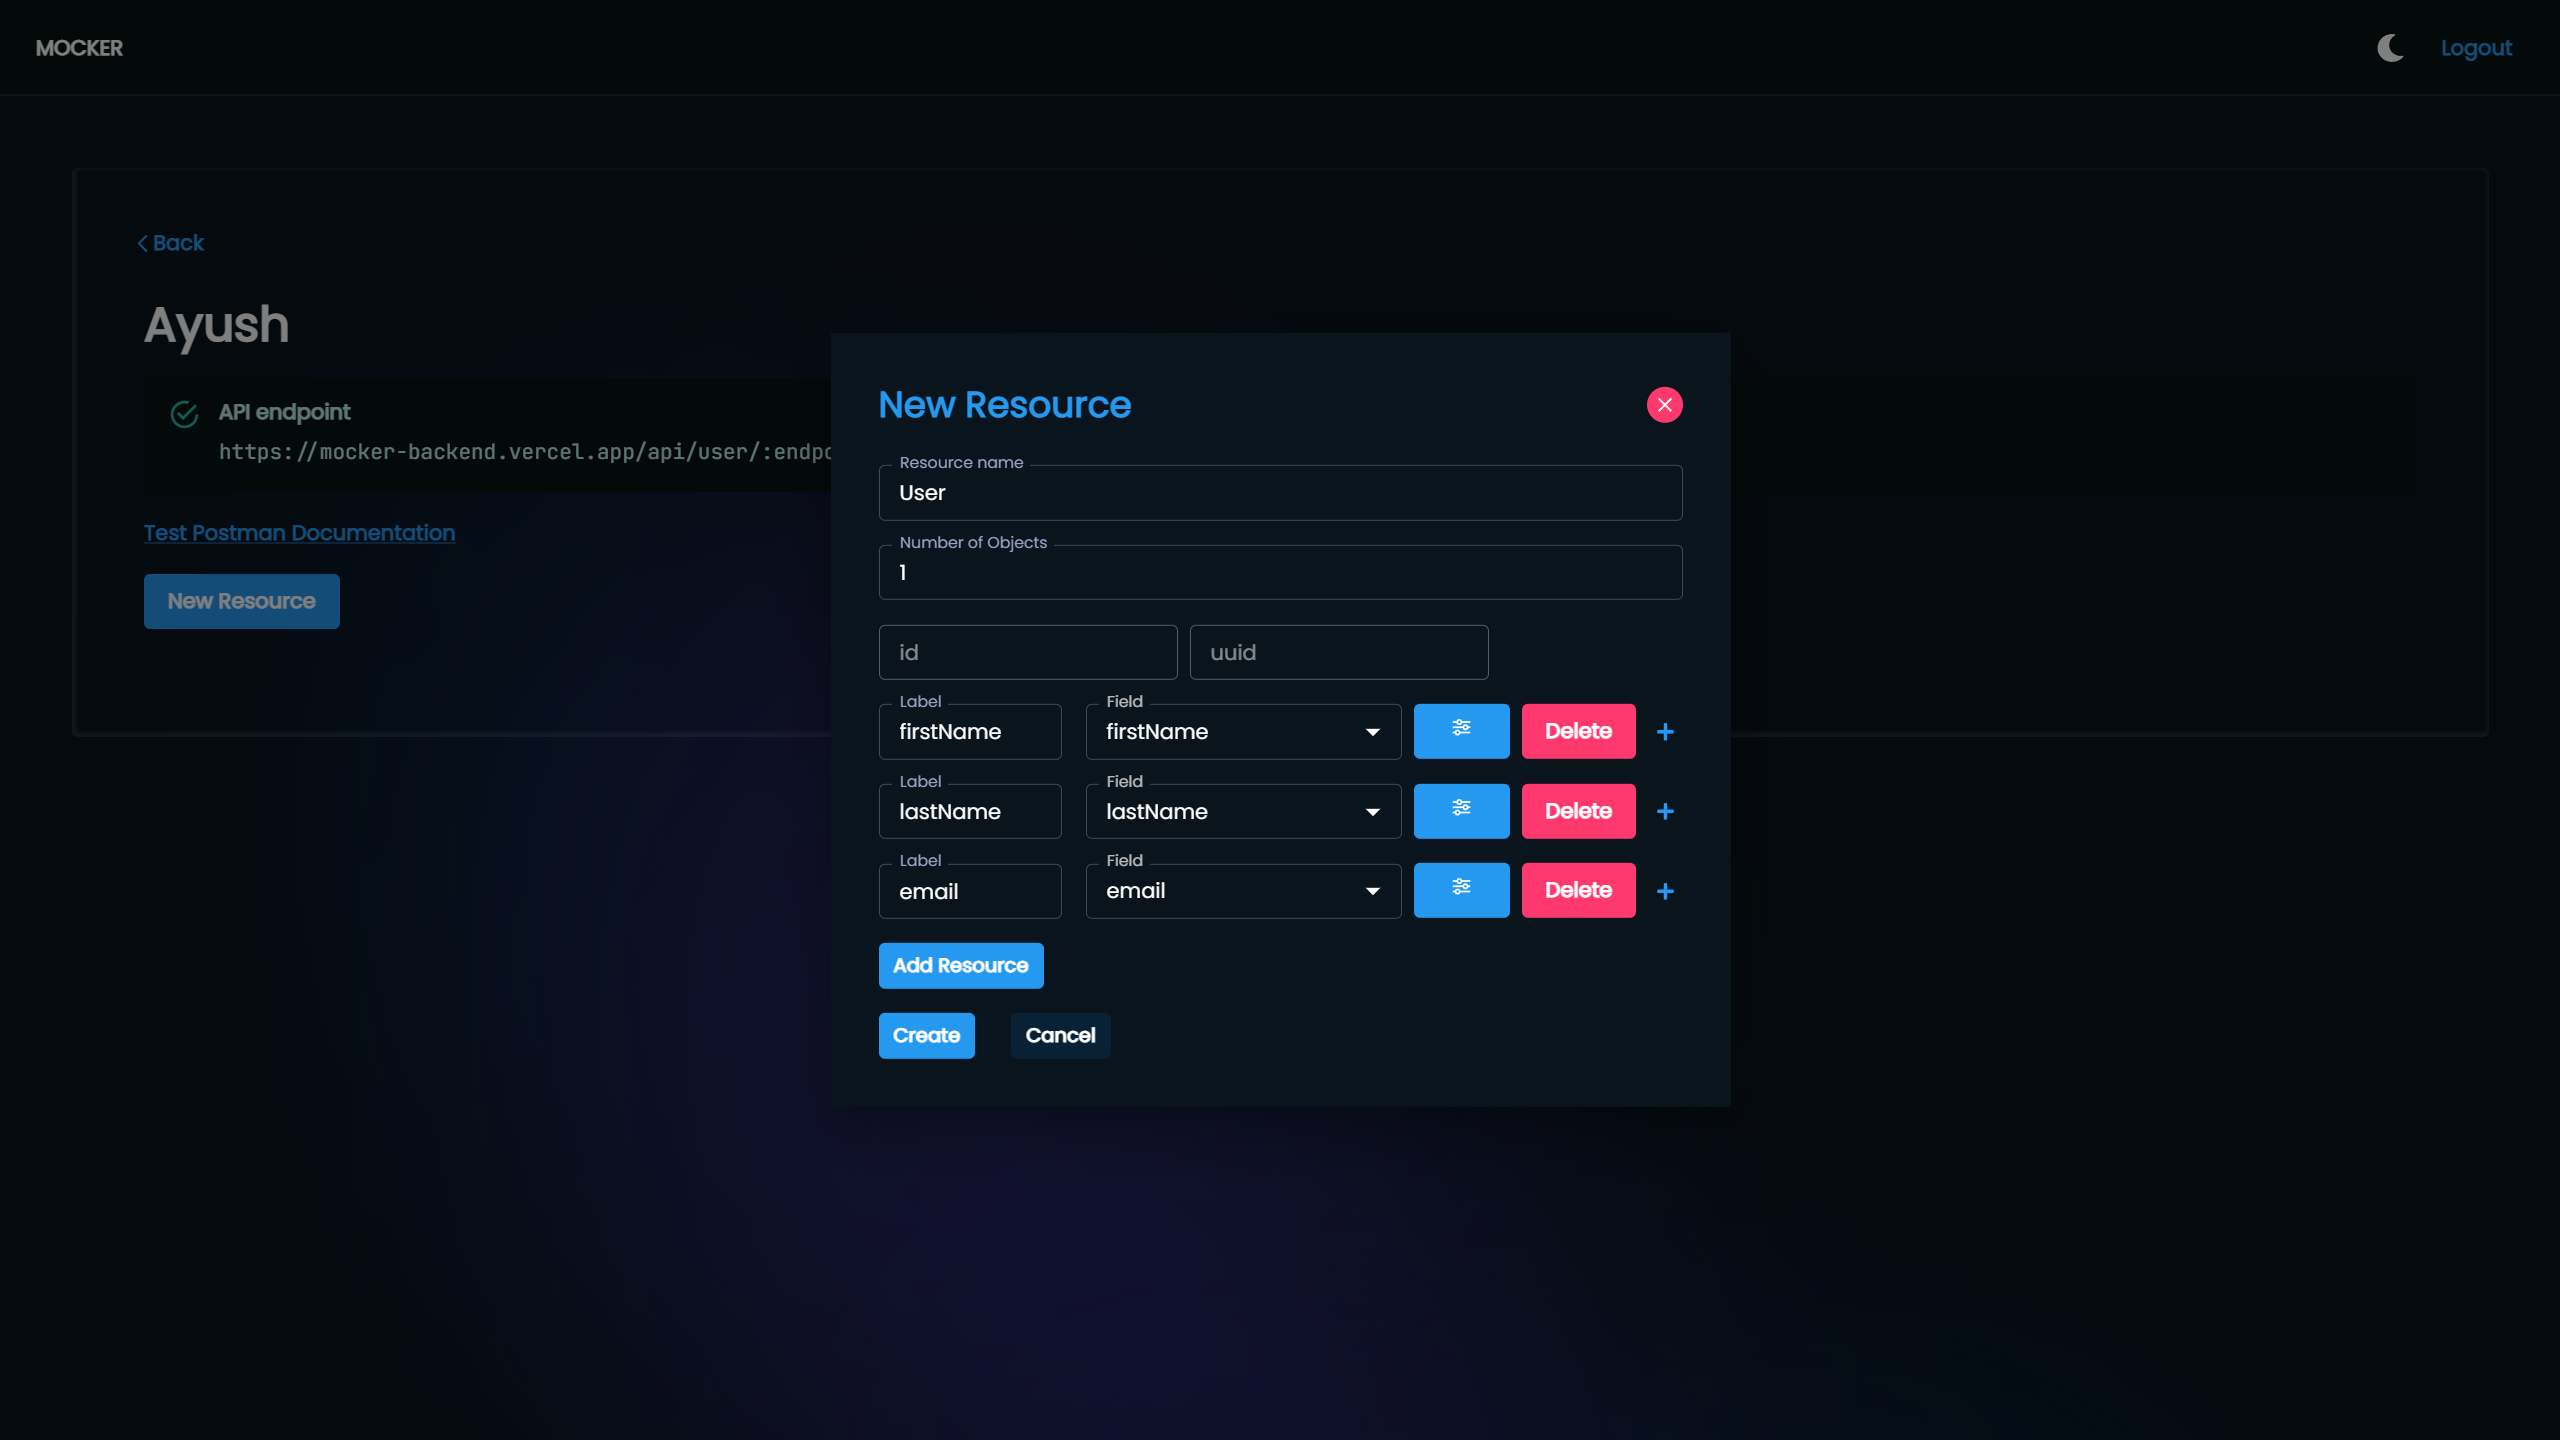 MOCKER
Logout
Back
Ayush
API endpoint
https://mocker-backend.vercel.app/api/user/:endpo
Test Postman Documentation
New Resource
New Resource
Resource name
User
Number of Objects
1
id uuid
Label Field
firstName firstName Delete
Label Field
lastName lastName Delete
Label Field
email email Delete
Add Resource
Create Cancel